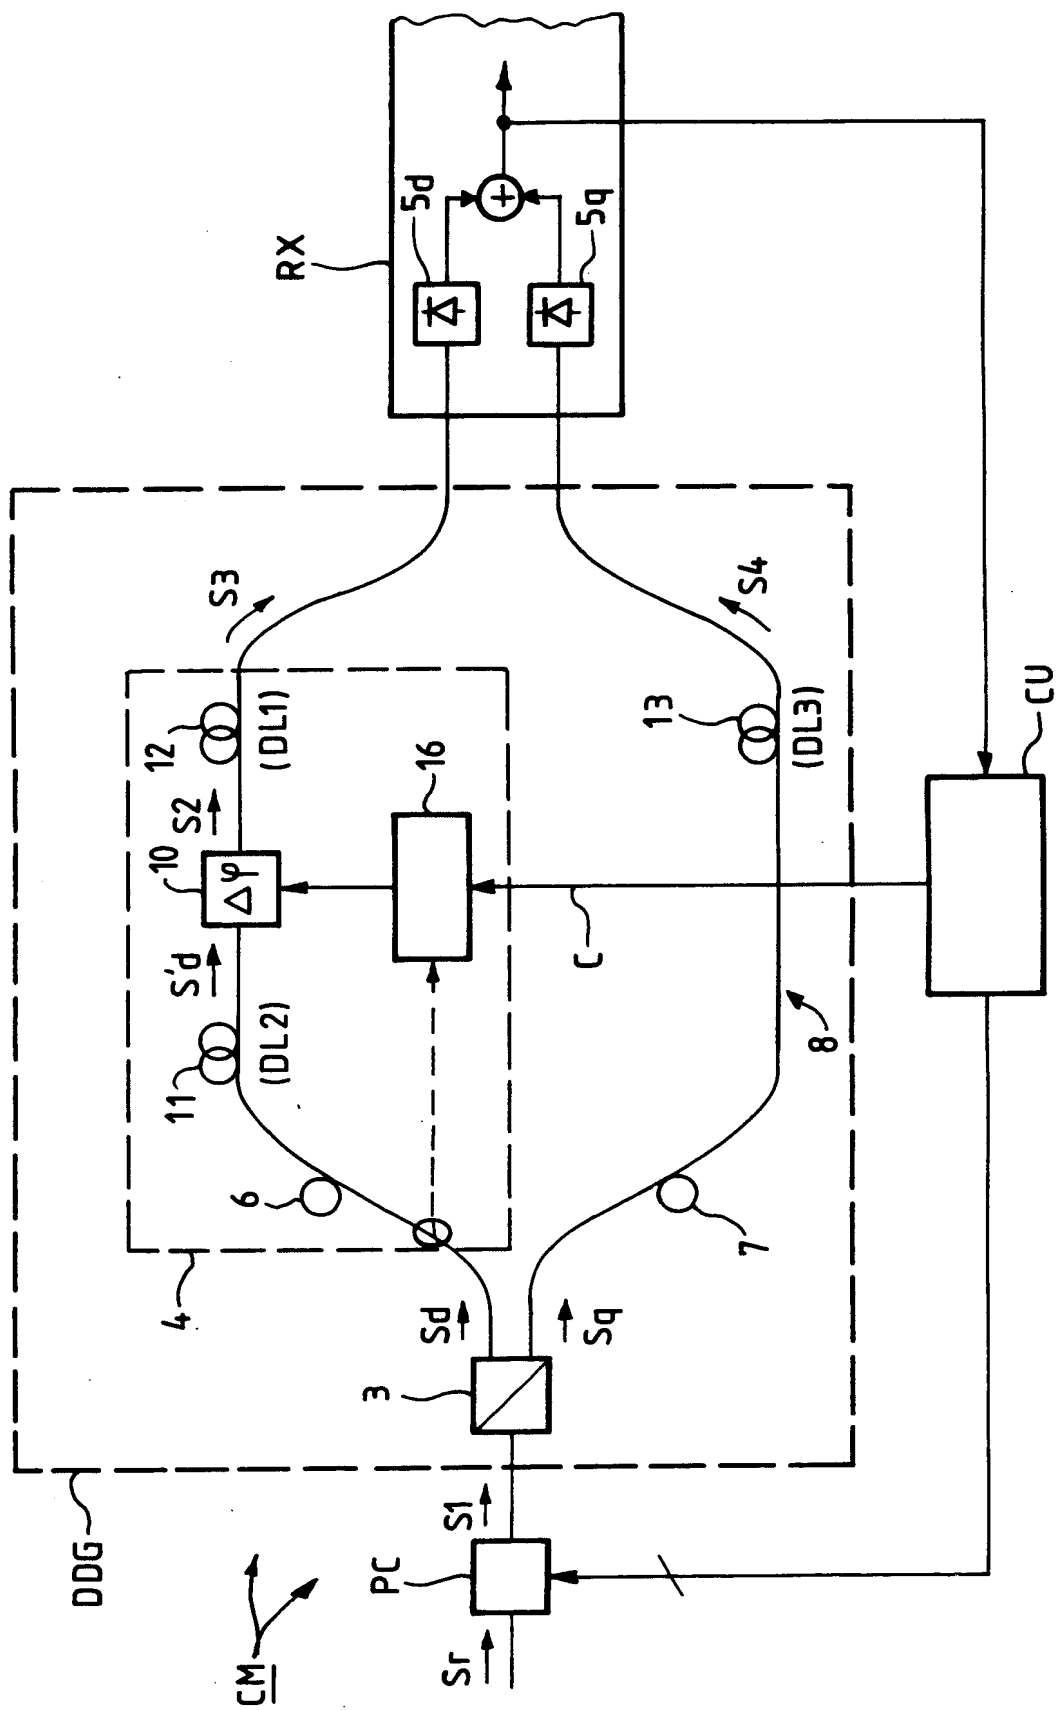 CM
DDG
Sr
PC
S1
3
Sd
Sq
4
6
7
11
(DL2)
S'd
10
Δφ
S2
12
(DL1)
16
C
8
13
(DL3)
S3
S4
CU
RX
5d
5q
+